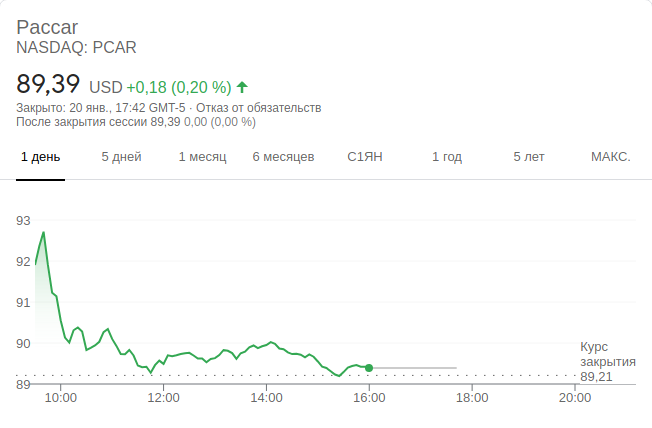 Paccar
NASDAQ: PCAR
89,39 USD +0,18 (0,20 %)
Закрыто: 20 янв., 17:42 GMT-5 · Отказ от обязательств
После закрытия сессии 89,39 0,00 (0,00 %)
1 день 5 дней 1 месяц 6 месяцев С1ЯН 1 год 5 лет МАКС.
93
92
91
90
89
Курс
закрытия
89,21
10:00 12:00 14:00 16:00 18:00 20:00